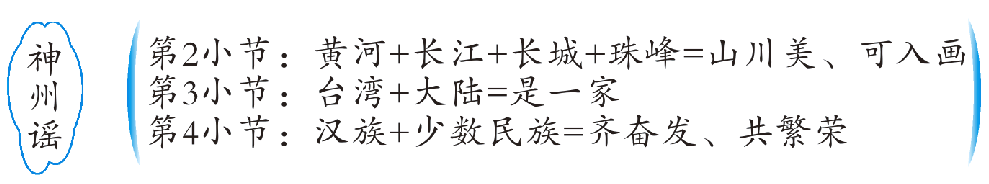 神州谣
第2小节：黄河+长江+长城+珠峰=山川美、可入画
第3小节：台湾+大陆=是一家
第4小节：汉族+少数民族=齐奋发、共繁荣